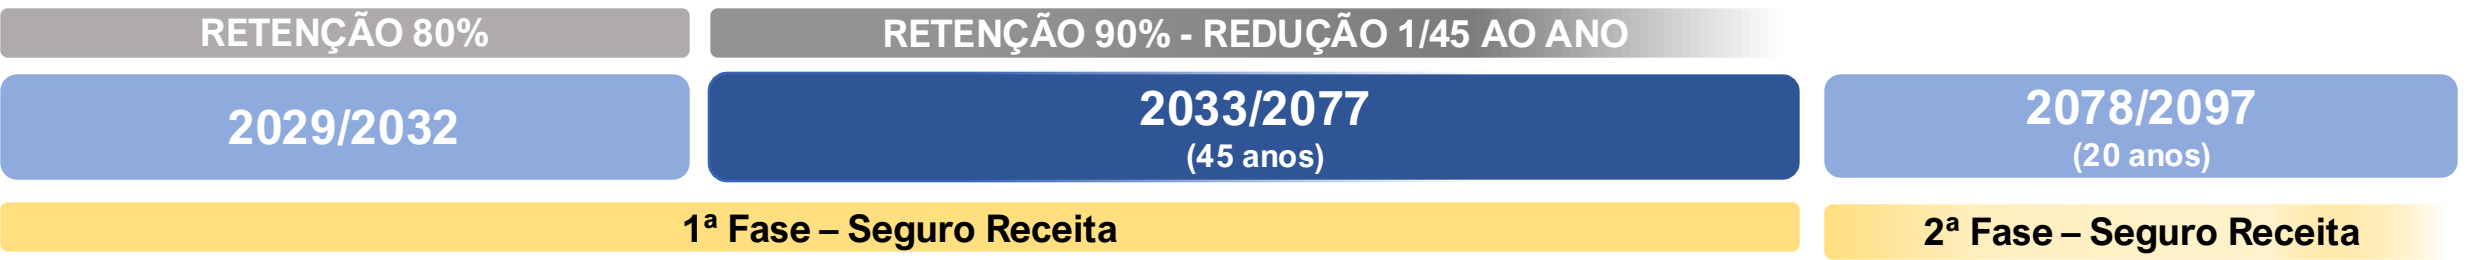 RETENÇÃO 80%
RETENÇÃO 90% - REDUÇÃO 1/45 AO ANO
2029/2032
2033/2077
(45 anos)
2078/2097
(20 anos)
1ª Fase – Seguro Receita
2ª Fase – Seguro Receita